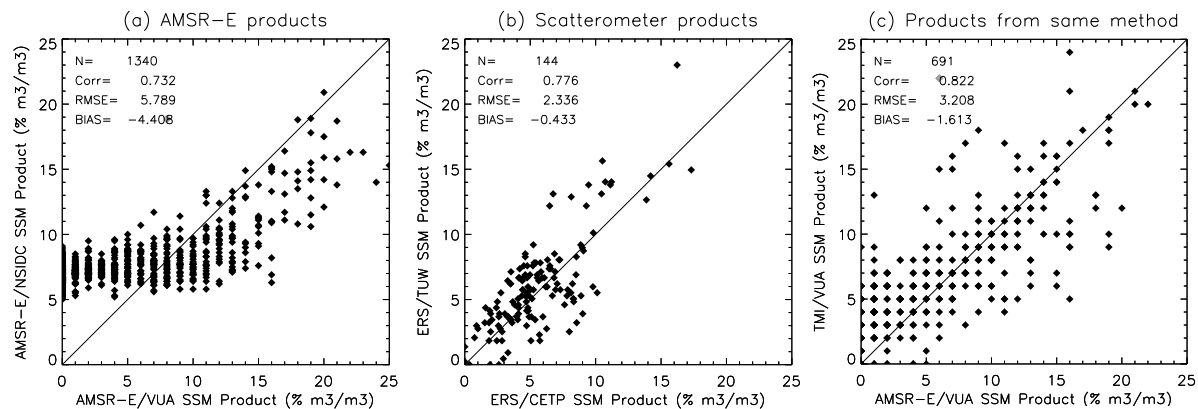 (a) AMSR-E products
N= 1340
Corr= 0.732
RMSE= 5.789
BIAS= -4.408
AMSR-E/NSIDC SSM Product (% m3/m3)
25
20
15
10
5
0
0 5 10 15 20 25
AMSR-E/VUA SSM Product (% m3/m3)
(b) Scatterometer products
N= 144
Corr= 0.776
RMSE= 2.336
BIAS= -0.433
ERS/TUW SSM Product (% m3/m3)
25
20
15
10
5
0
0 5 10 15 20 25
ERS/CETP SSM Product (% m3/m3)
(c) Products from same method
N= 691
Corr= 0.822
RMSE= 3.208
BIAS= -1.613
TMI/VUA SSM Product (% m3/m3)
25
20
15
10
5
0
0 5 10 15 20 25
AMSR-E/VUA SSM Product (% m3/m3)